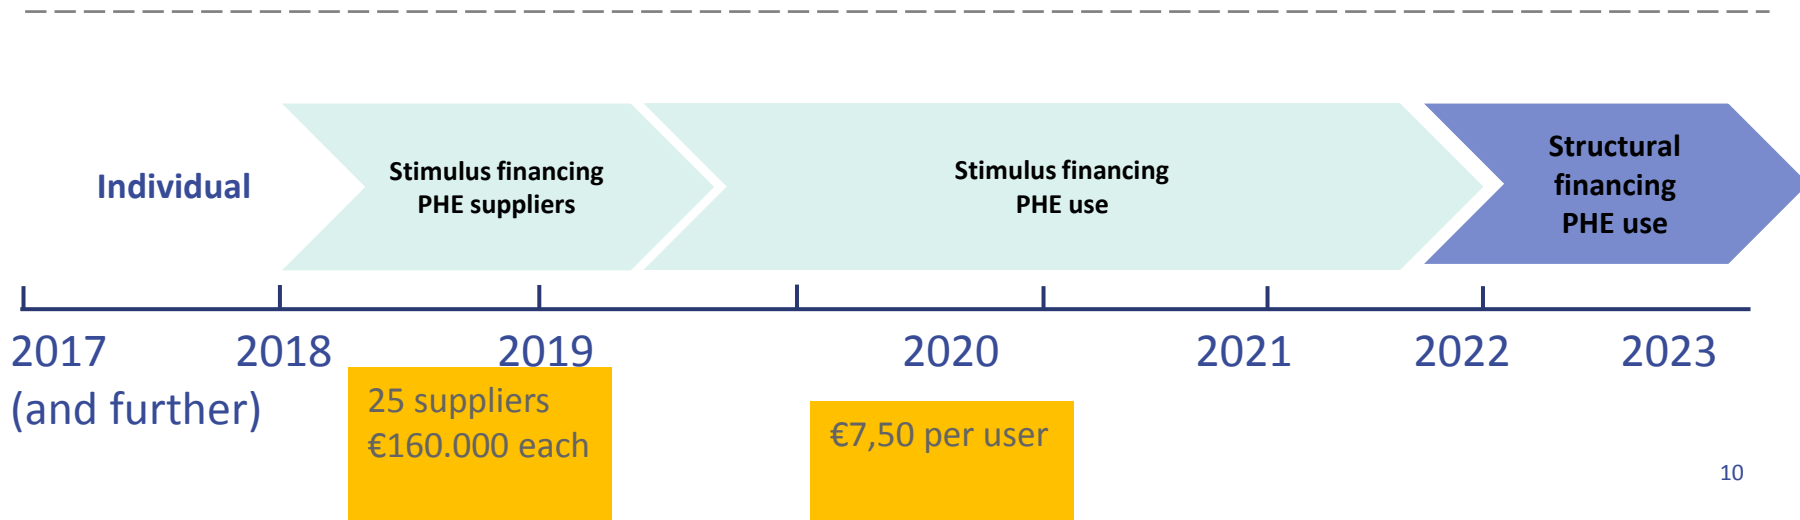 Individual
Stimulus financing
PHE suppliers
Stimulus financing
PHE use
Structural
financing
PHE use
2017
(and further)
2018
2019
2020
2021
2022
2023
25 suppliers
€160.000 each
€7,50 per user
10